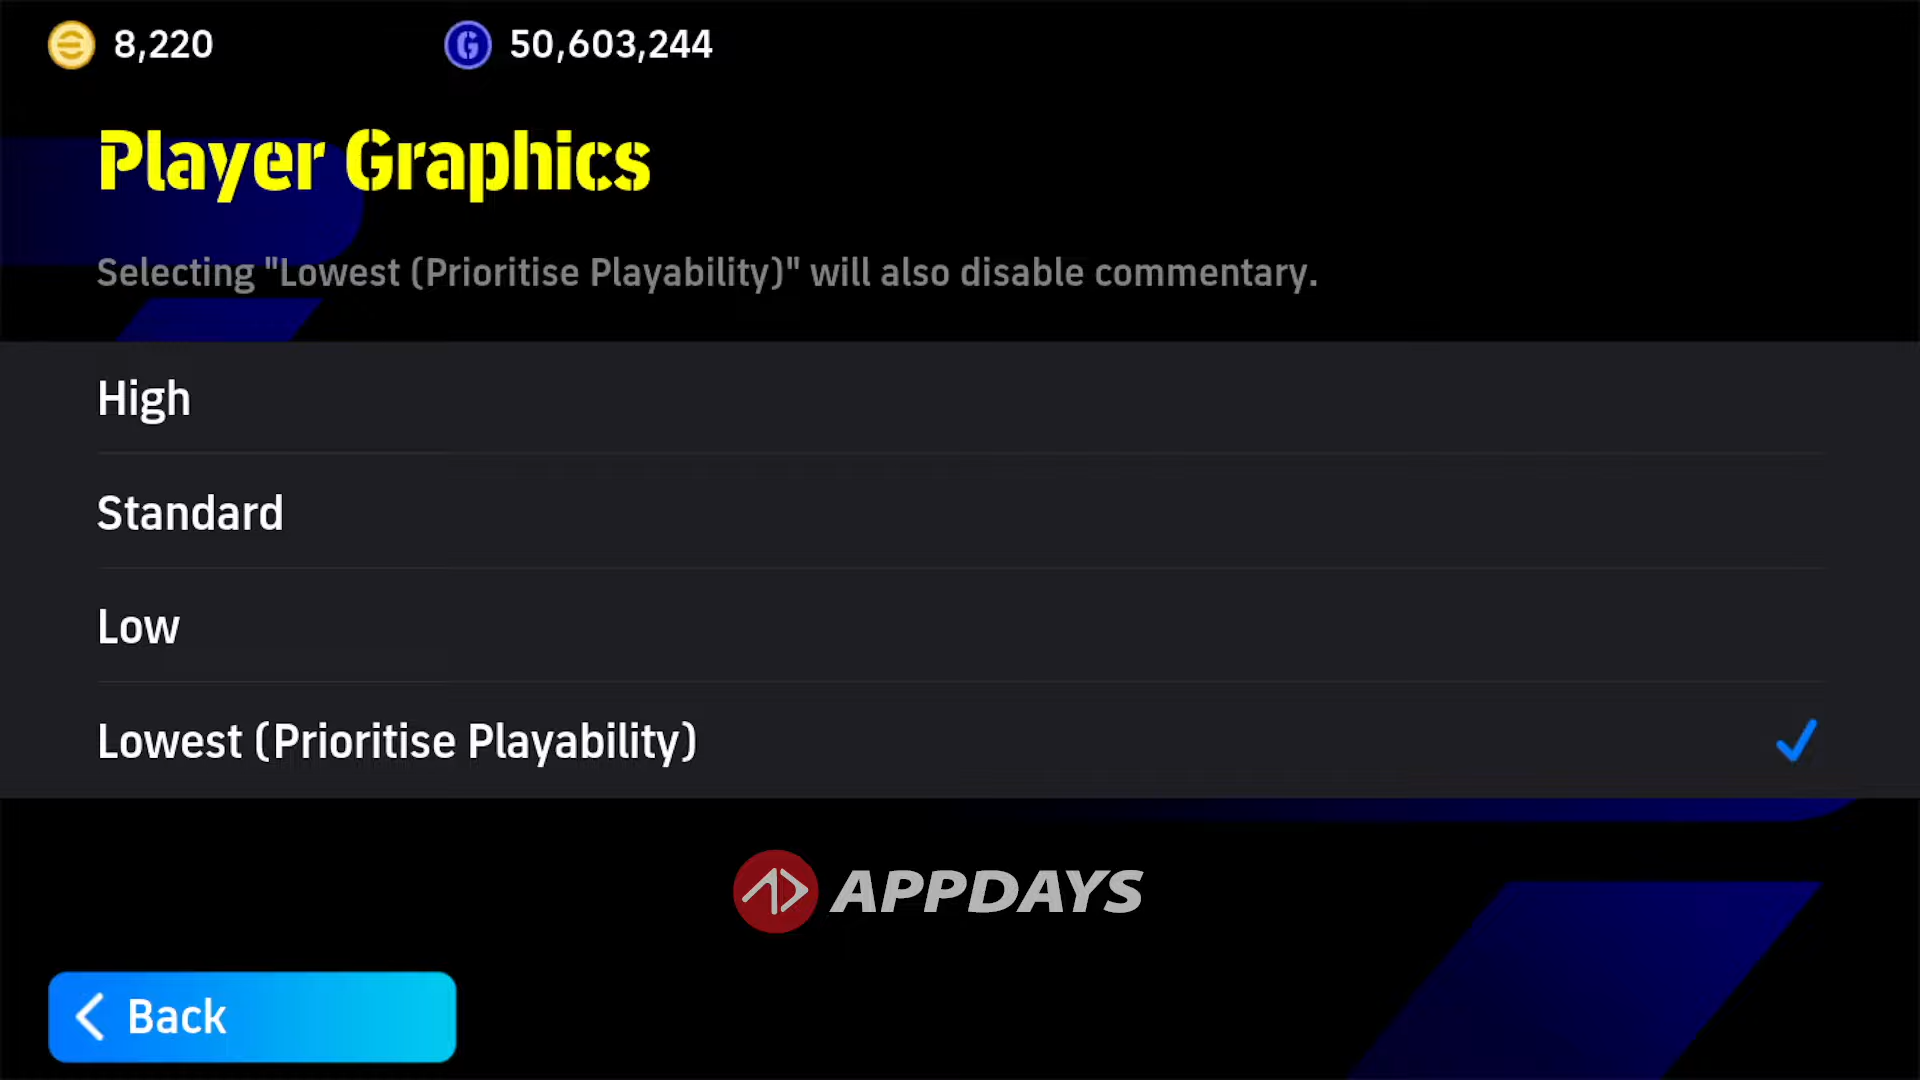 8,220
50,603,244
Player Graphics
Selecting "Lowest (Prioritise Playability)" will also disable commentary.
High
Standard
Low
Lowest (Prioritise Playability)
APPDAYS
Back